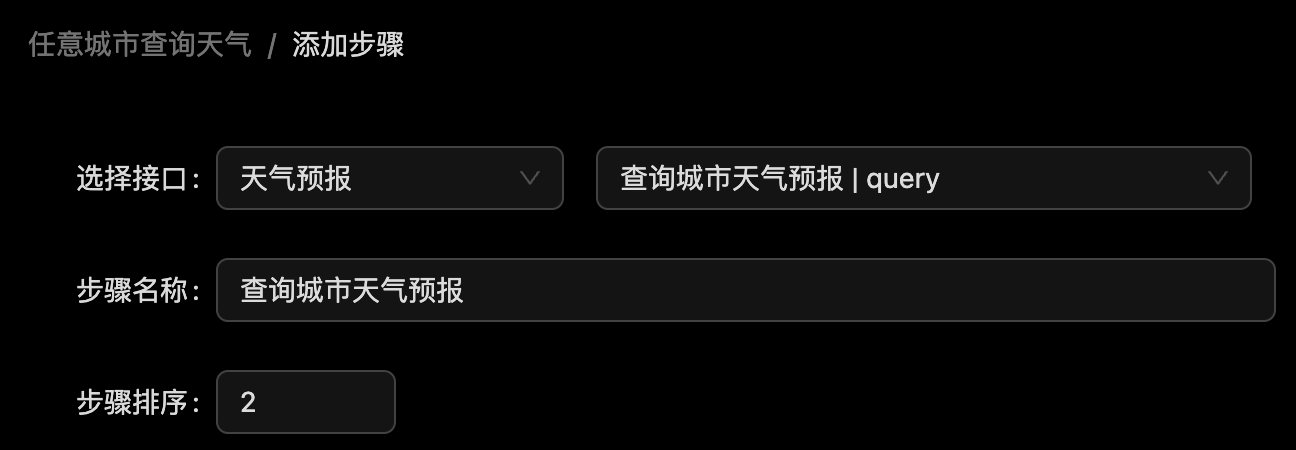 任意城市查询天气 / 添加步骤
选择接口: 天气预报 查询城市天气预报 | query
步骤名称: 查询城市天气预报
步骤排序: 2